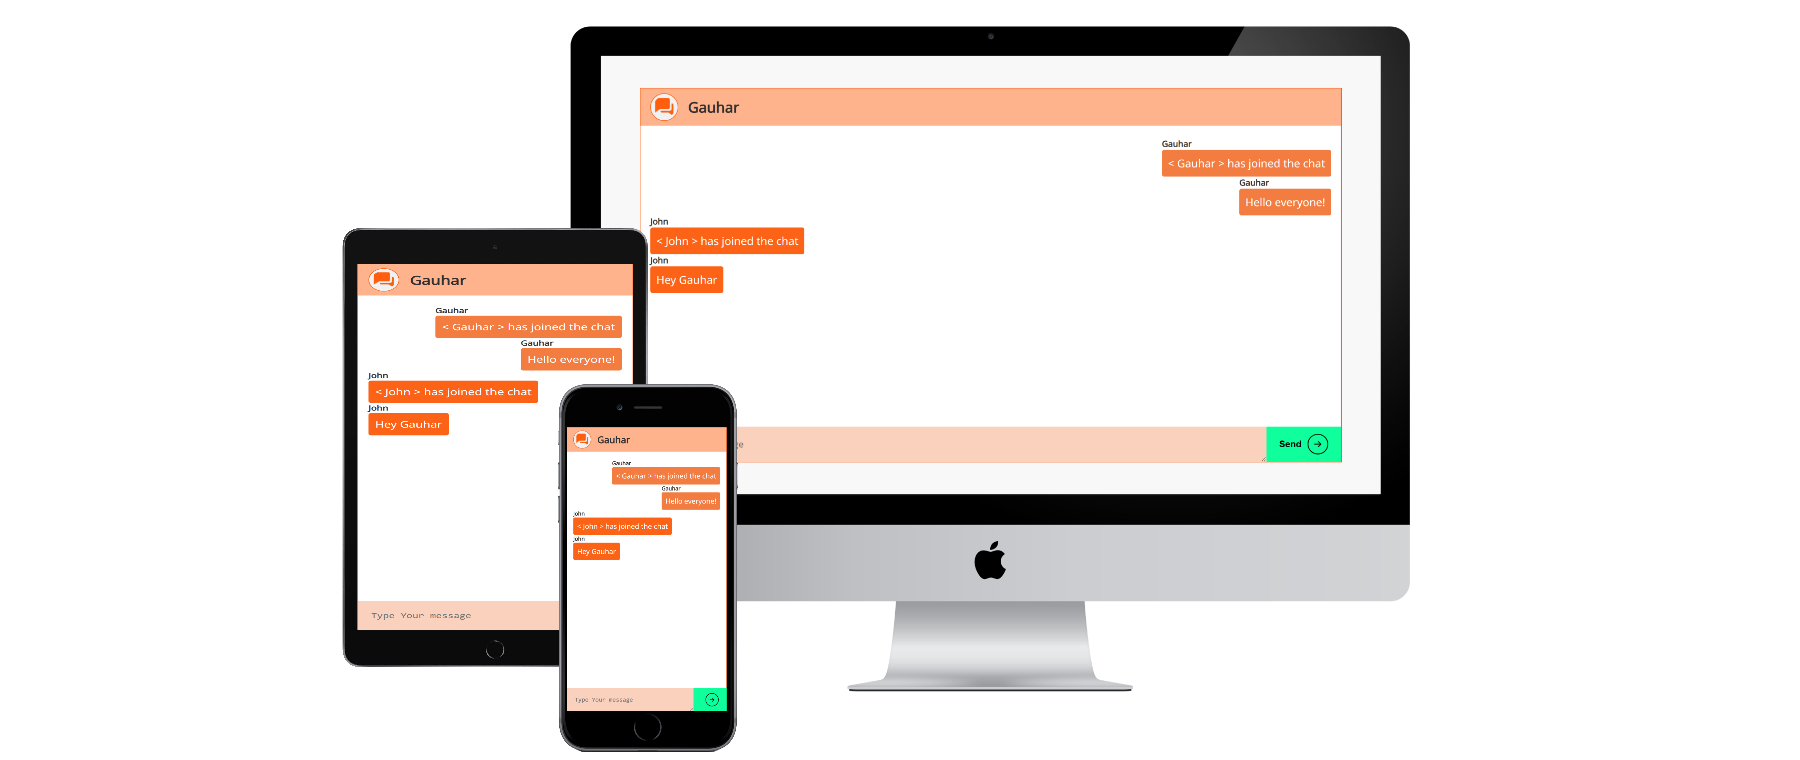 Gauhar
Gauhar
< Gauhar > has joined the chat
Gauhar
Hello everyone!
John
< John > has joined the chat
John
Hey Gauhar
Send
Gauhar
Gauhar
< Gauhar > has joined the chat
Gauhar
Hello everyone!
John
< John > has joined the chat
John
Hey Gauhar
Type Your message
Gauhar
Gauhar
< Gauhar > has joined the chat
Gauhar
Hello everyone!
John
< John > has joined the chat
John
Hey Gauhar
Type Your message